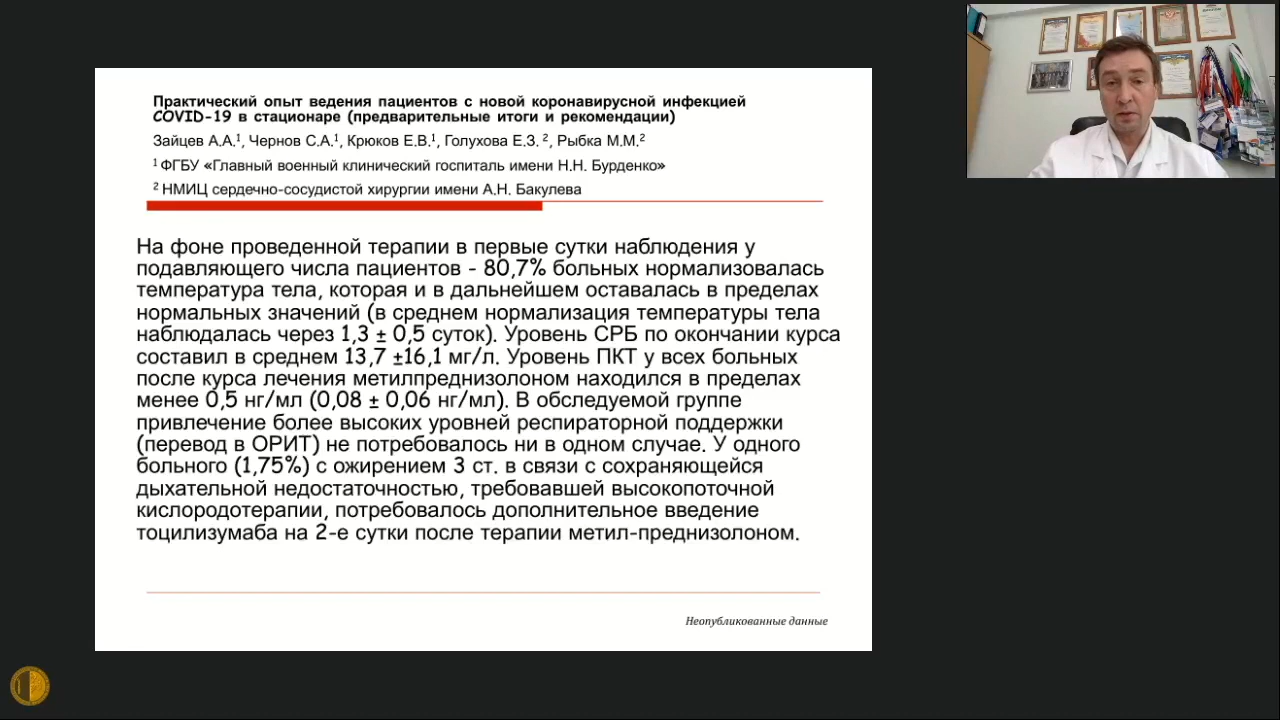 Практический опыт ведения пациентов с новой коронавирусной инфекцией
COVID-19 в стационаре (предварительные итоги и рекомендации)
Зайцев А.А.¹, Чернов С.А.¹, Крюков Е.В.¹, Голухова Е.З. ², Рыбка М.М.²
¹ ФГБУ «Главный военный клинический госпиталь имени Н.Н. Бурденко»
² НМИЦ сердечно-сосудистой хирургии имени А.Н. Бакулева
На фоне проведенной терапии в первые сутки наблюдения у
подавляющего числа пациентов - 80,7% больных нормализовалась
температура тела, которая и в дальнейшем оставалась в пределах
нормальных значений (в среднем нормализация температуры тела
наблюдалась через 1,3 ± 0,5 суток). Уровень СРБ по окончании курса
составил в среднем 13,7 ±16,1 мг/л. Уровень ПКТ у всех больных
после курса лечения метилпреднизолоном находился в пределах
менее 0,5 нг/мл (0,08 ± 0,06 нг/мл). В обследуемой группе
привлечение более высоких уровней респираторной поддержки
(перевод в ОРИТ) не потребовалось ни в одном случае. У одного
больного (1,75%) с ожирением 3 ст. в связи с сохраняющейся
дыхательной недостаточностью, требовавшей высокопоточной
кислородотерапии, потребовалось дополнительное введение
тоцилизумаба на 2-е сутки после терапии метил-преднизолоном.
Неопубликованные данные